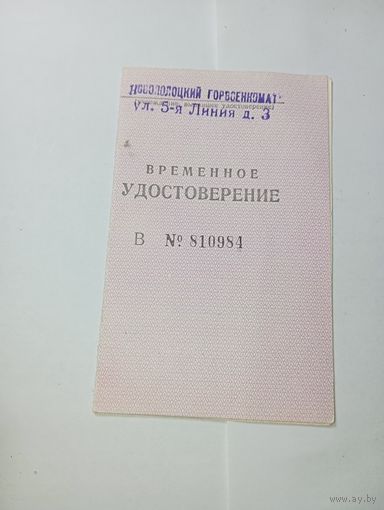 НОВОПОЛОЦКИЙ ГОРВОЕНКОМАТ
ул. 5-я Линия д. 3
ВРЕМЕННОЕ
УДОСТОВЕРЕНИЕ
В № 810984
www.ay.by